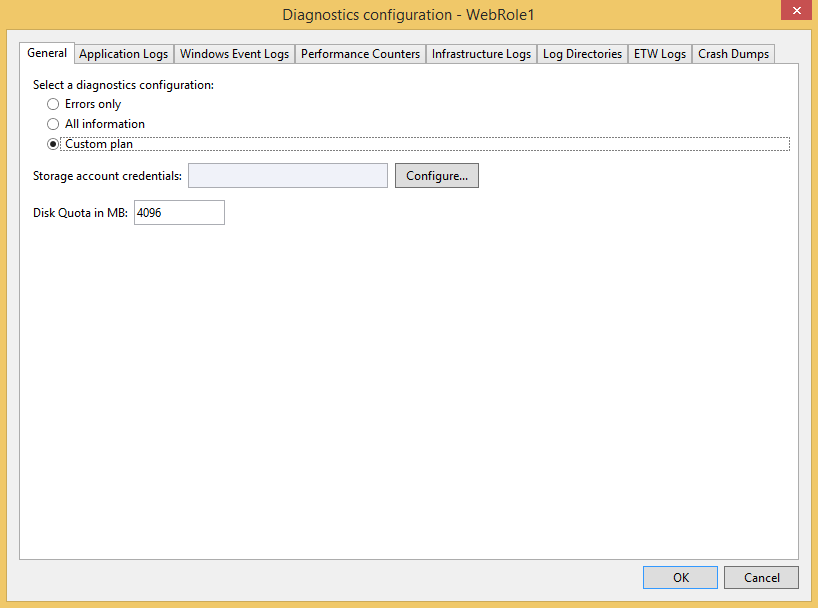 Diagnostics configuration - WebRole1
General Application Logs Windows Event Logs Performance Counters Infrastructure Logs Log Directories ETW Logs Crash Dumps
Select a diagnostics configuration:
Errors only
All information
Custom plan
Storage account credentials: Configure...
Disk Quota in MB: 4096
OK Cancel